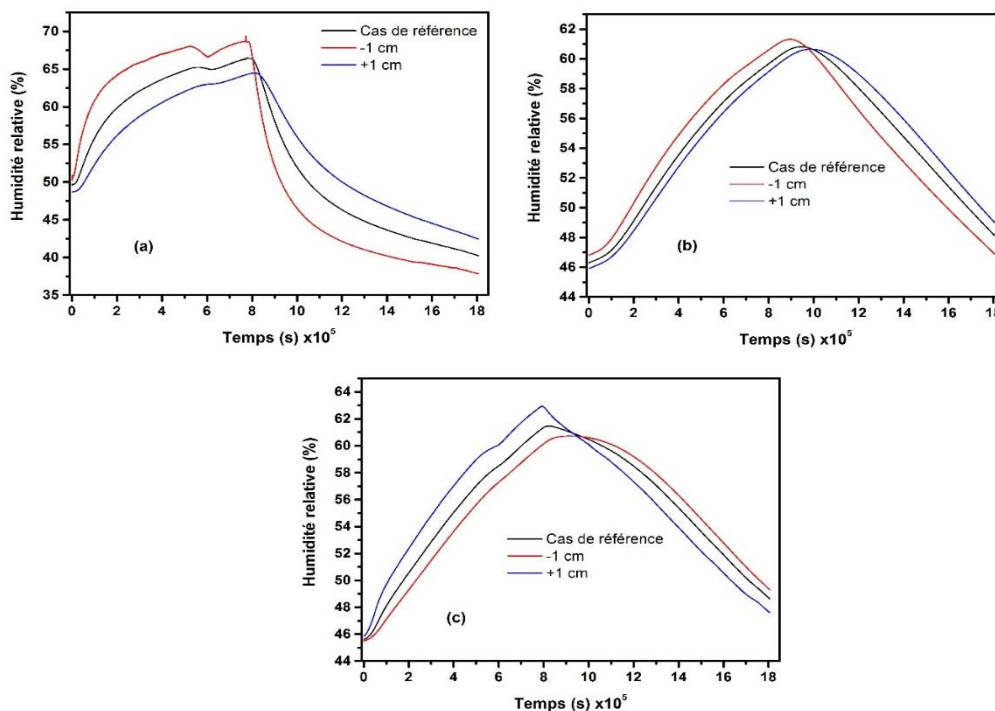 Humidité relative (%)
70
65
60
55
50
45
40
35
0 2 4 6 8 10 12 14 16 18
Temps (s) x10⁵
Cas de référence
-1 cm
+1 cm
(a)
Humidité relative (%)
62
60
58
56
54
52
50
48
46
44
0 2 4 6 8 10 12 14 16 18
Temps (s) x10⁵
Cas de référence
-1 cm
+1 cm
(b)
Humidité relative (%)
64
62
60
58
56
54
52
50
48
46
44
0 2 4 6 8 10 12 14 16 18
Temps (s) x10⁵
Cas de référence
-1 cm
+1 cm
(c)